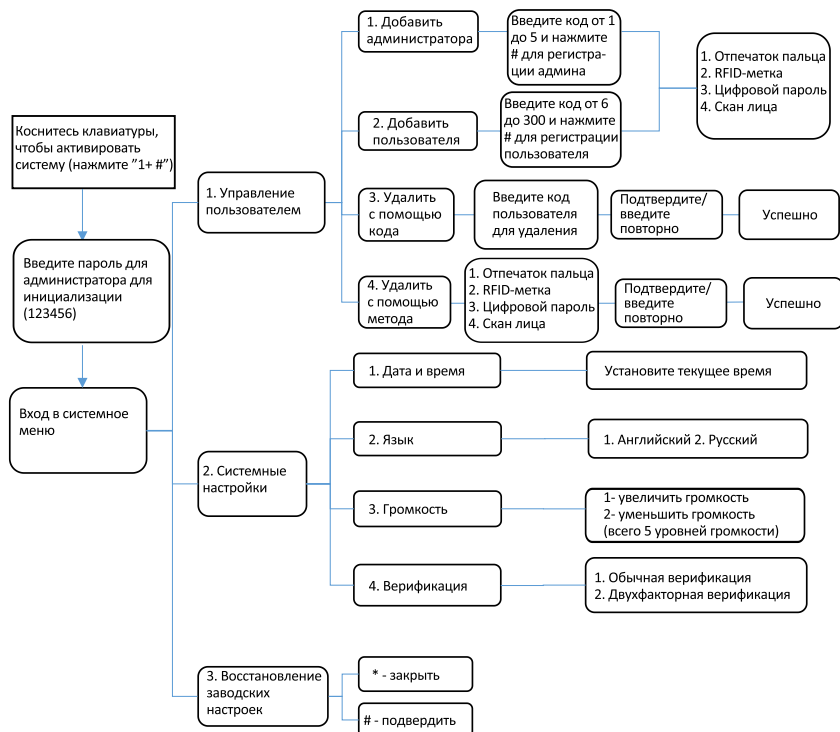 Коснитесь клавиатуры,
чтобы активировать
систему (нажмите ”1+ #”)
Введите пароль для
администратора для
инициализации
(123456)
Вход в системное
меню
1. Управление
пользователем
1. Добавить
администратора
Введите код от 1
до 5 и нажмите
# для регистра-
ции админа
2. Добавить
пользователя
Введите код от 6
до 300 и нажмите
# для регистрации
пользователя
1. Отпечаток пальца
2. RFID-метка
3. Цифровой пароль
4. Скан лица
3. Удалить
с помощью
кода
Введите код
пользователя
для удаления
Подтвердите/
введите
повторно
Успешно
4. Удалить
с помощью
метода
1. Отпечаток пальца
2. RFID-метка
3. Цифровой пароль
4. Скан лица
Подтвердите/
введите
повторно
Успешно
2. Системные
настройки
1. Дата и время
Установите текущее время
2. Язык
1. Английский 2. Русский
3. Громкость
1- увеличить громкость
2- уменьшить громкость
(всего 5 уровней громкости)
4. Верификация
1. Обычная верификация
2. Двухфакторная верификация
3. Восстановление
заводских
настроек
* - закрыть
# - подвердить